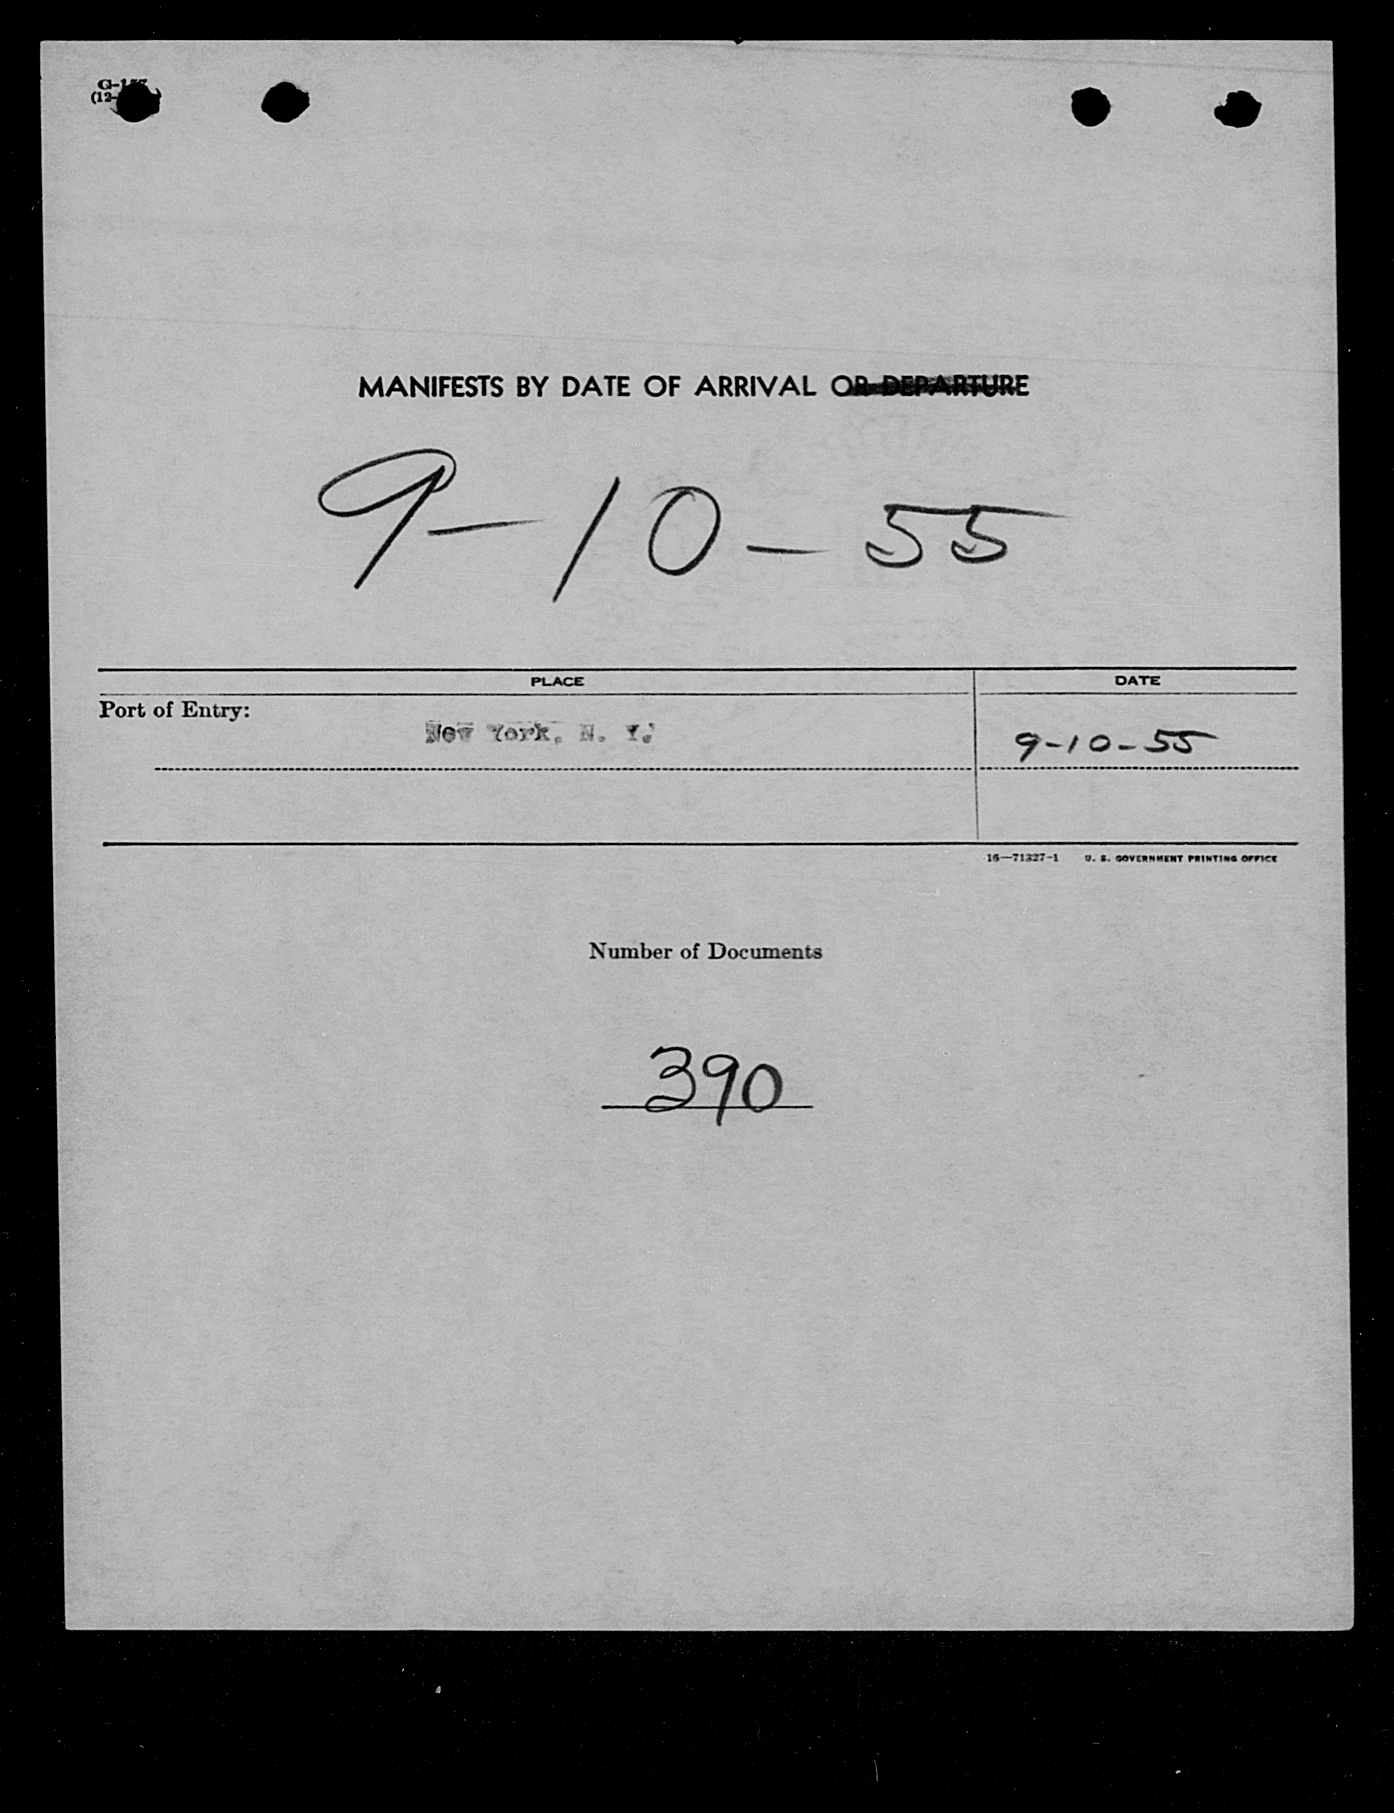 MANIFESTS BY DATE OF ARRIVAL OR DEPARTURE
9-10-55
PLACE
DATE
Port of Entry:
New York, N. Y.
9-10-55
16—71327-1 U. S. GOVERNMENT PRINTING OFFICE
Number of Documents
390